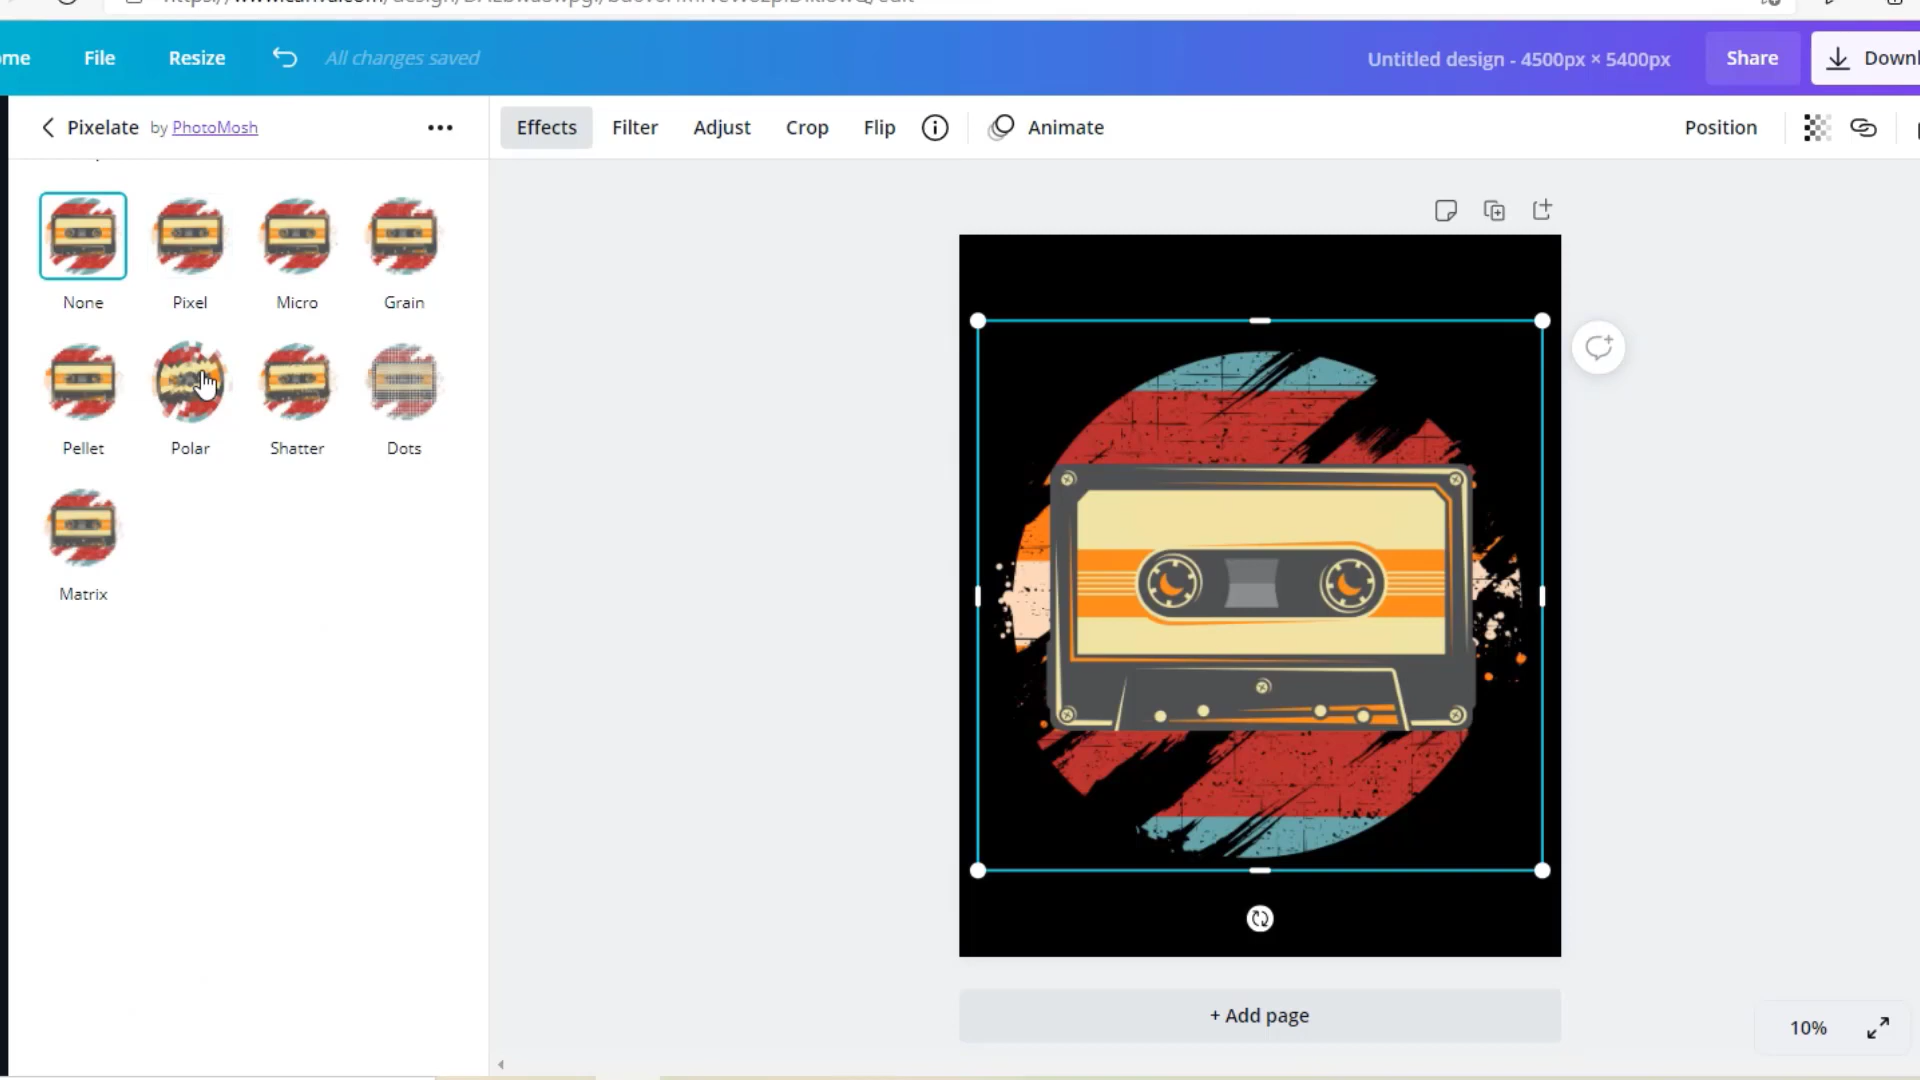 ome File Resize All changes saved Untitled design - 4500px × 5400px Share Downl
Pixelate by PhotoMosh
Effects Filter Adjust Crop Flip Animate Position
None Pixel Micro Grain
Pellet Polar Shatter Dots
Matrix
+ Add page
10%